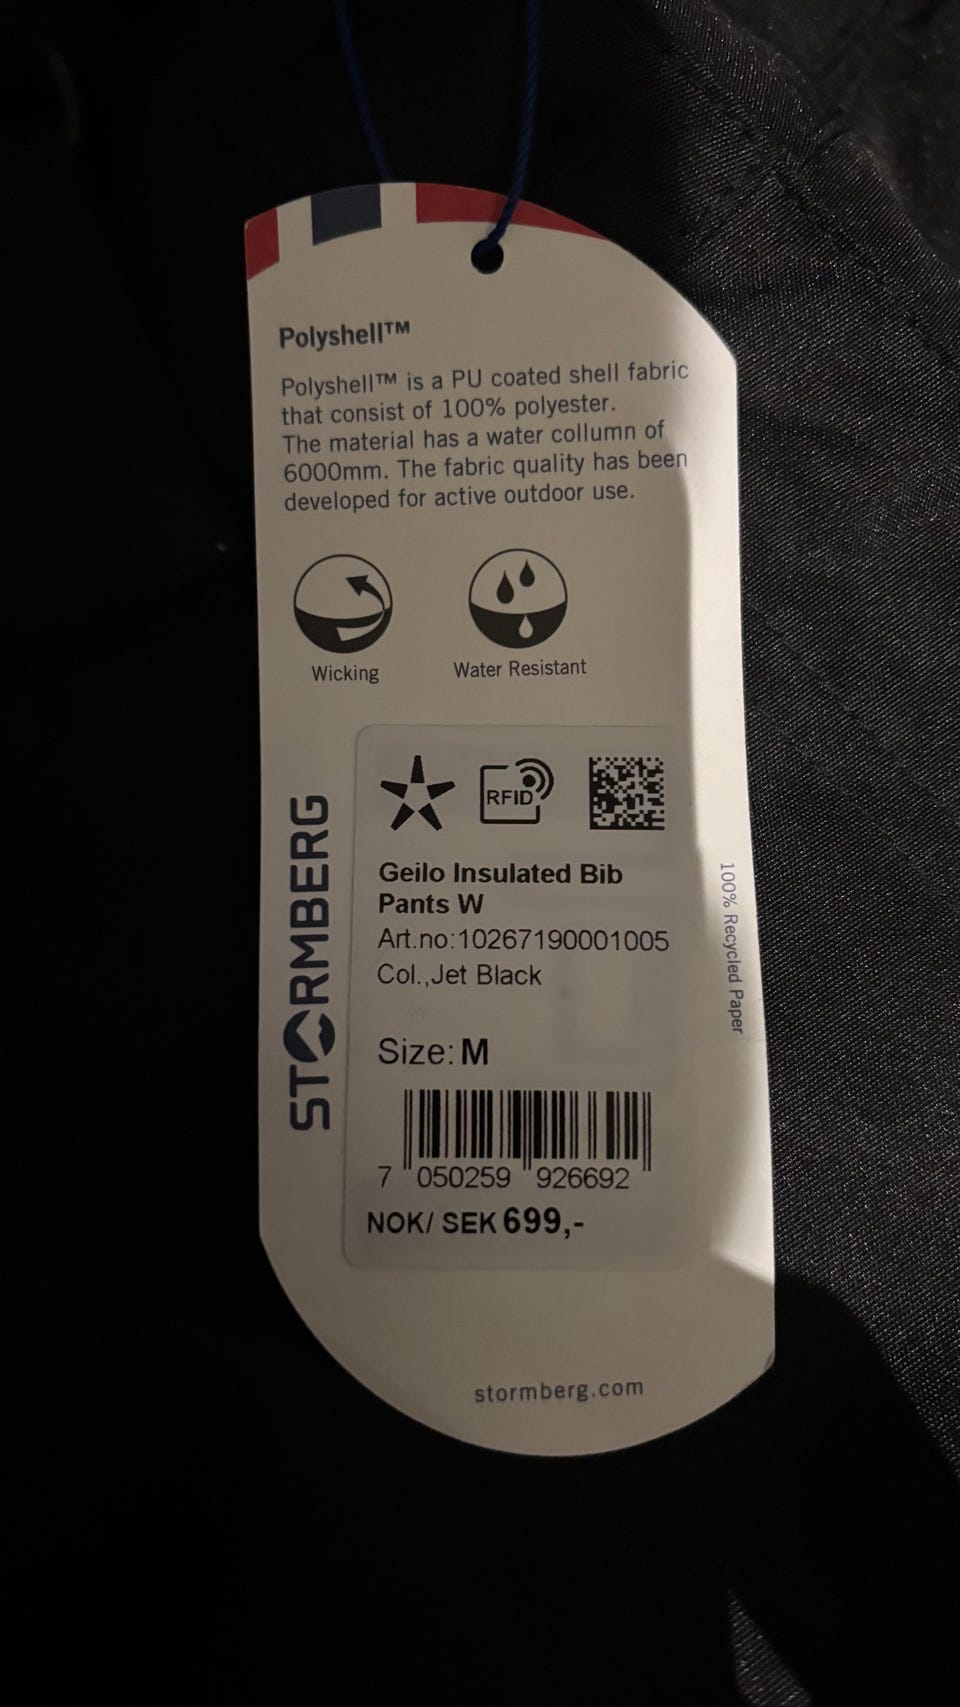 Polyshell™
Polyshell™ is a PU coated shell fabric
that consist of 100% polyester.
The material has a water collumn of
6000mm. The fabric quality has been
developed for active outdoor use.
Wicking
Water Resistant
STORMBERG
RFID
Geilo Insulated Bib
Pants W
Art.no:10267190001005
Col.,Jet Black
Size: M
7 050259 926692
NOK/ SEK 699,-
100% Recycled Paper
stormberg.com